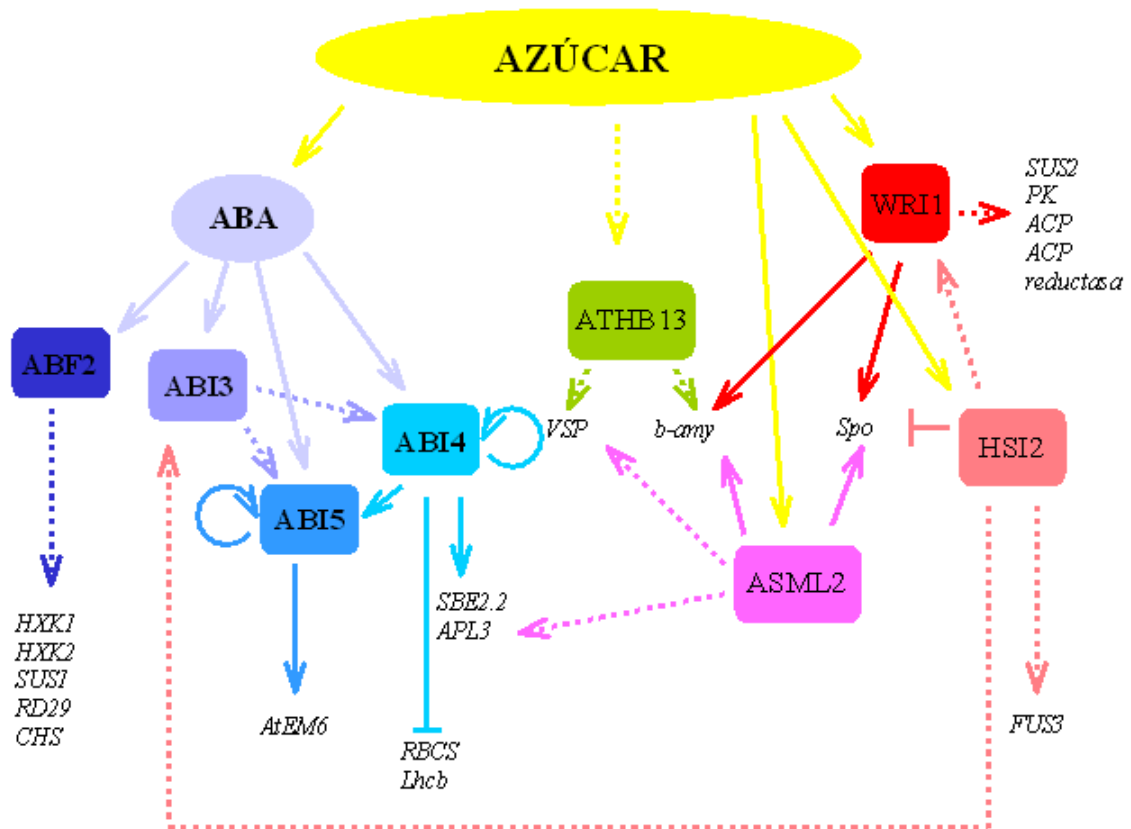 AZÚCAR
ABA
WRI1
SUS2
PK
ACP
ACP
reductasa
ATHB13
ABF2
ABI3
ABI4
VSP
b-amy
Spo
HSI2
ABI5
ASML2
SBE2.2
APL3
HXK1
HXK2
SUS1
RD29
CHS
AtEM6
RBCS
Lhcb
FUS3